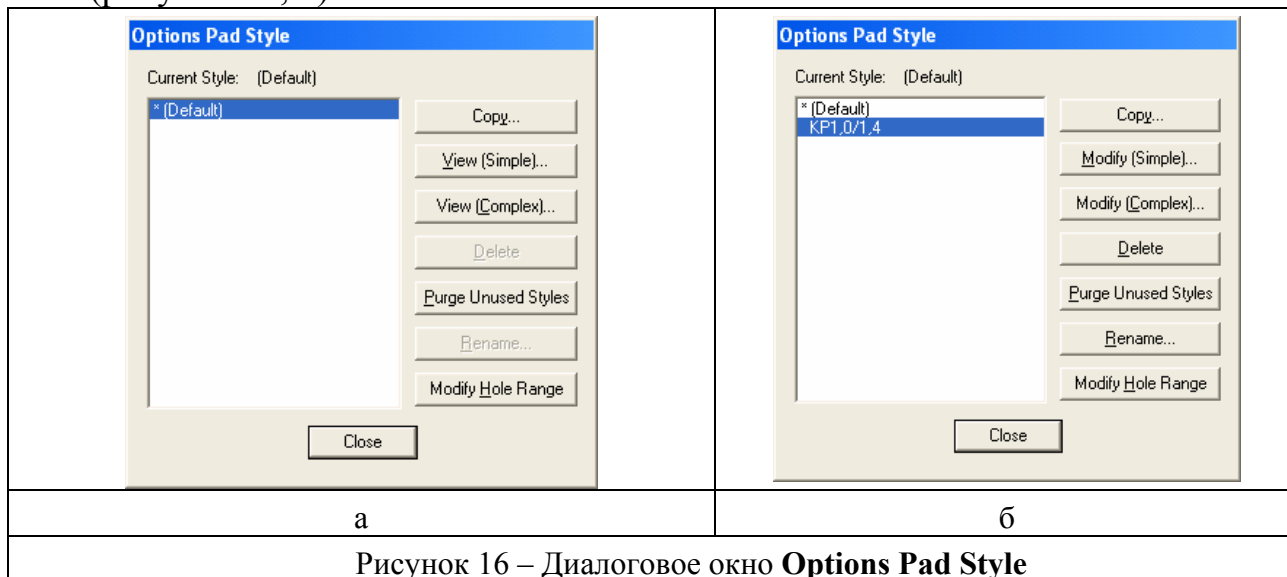 Options Pad Style
Current Style: (Default)
* (Default)
Copy...
View (Simple)...
View (Complex)...
Delete
Purge Unused Styles
Rename...
Modify Hole Range
Close
Options Pad Style
Current Style: (Default)
* (Default)
KP1,0/1,4
Copy...
Modify (Simple)...
Modify (Complex)...
Delete
Purge Unused Styles
Rename...
Modify Hole Range
Close
а
б
Рисунок 16 – Диалоговое окно Options Pad Style